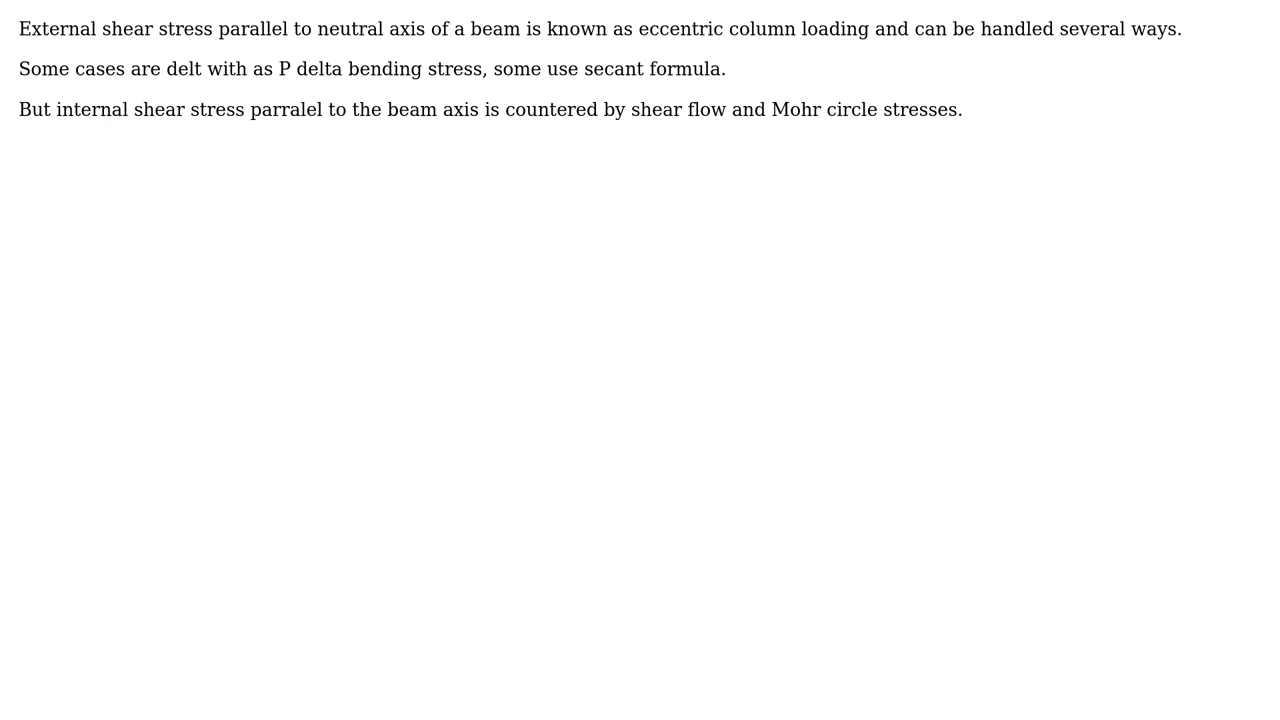 External shear stress parallel to neutral axis of a beam is known as eccentric column loading and can be handled several ways.
Some cases are delt with as P delta bending stress, some use secant formula.
But internal shear stress parralel to the beam axis is countered by shear flow and Mohr circle stresses.